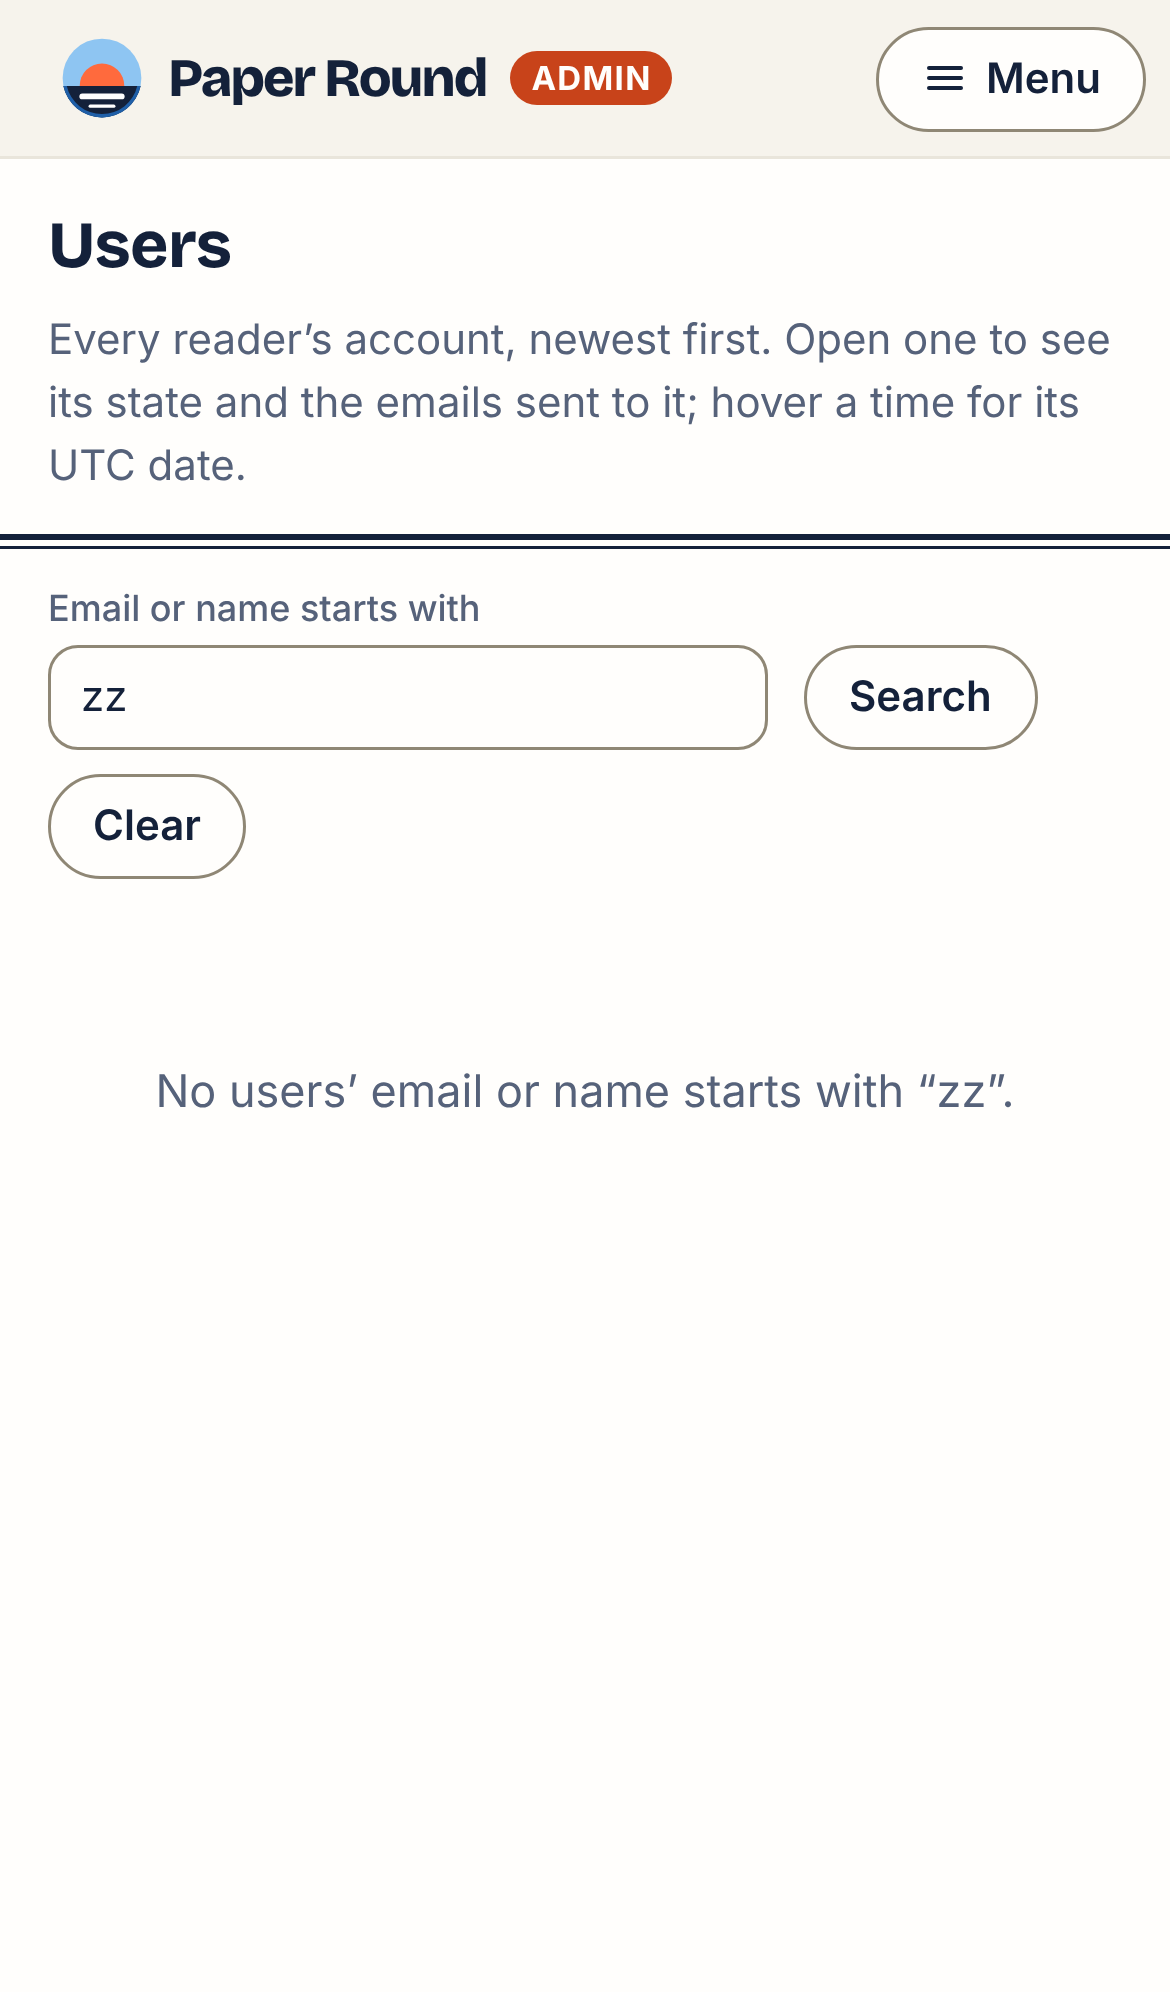 Paper Round ADMIN Menu
Users
Every reader’s account, newest first. Open one to see
its state and the emails sent to it; hover a time for its
UTC date.
Email or name starts with
zz Search
Clear
No users’ email or name starts with “zz”.